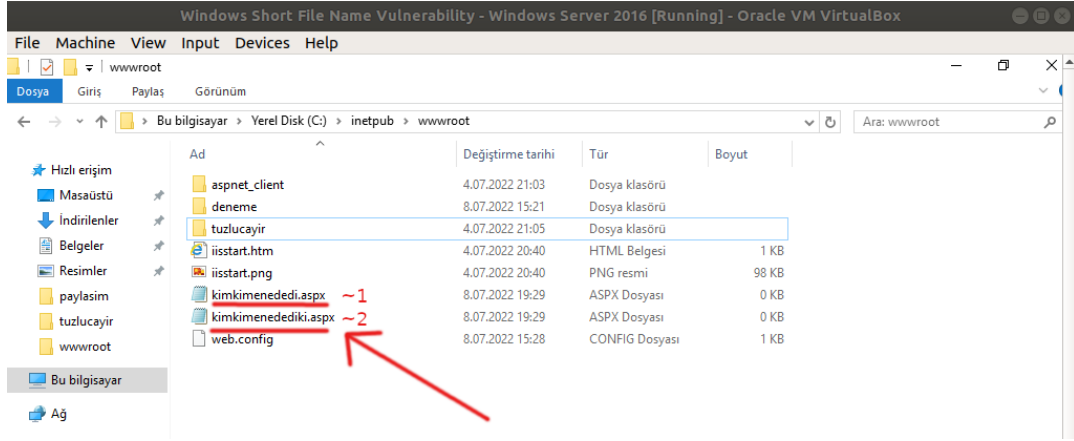 Windows Short File Name Vulnerability - Windows Server 2016 [Running] - Oracle VM VirtualBox
File Machine View Input Devices Help
wwwroot
Dosya Giriş Paylaş Görünüm
Bu bilgisayar > Yerel Disk (C:) > inetpub > wwwroot
Ara: wwwroot
Ad Değiştirme tarihi Tür Boyut
Hızlı erişim
Masaüstü
İndirilenler
Belgeler
Resimler
paylasim
tuzlucayir
wwwroot
Bu bilgisayar
Ağ
aspnet_client 4.07.2022 21:03 Dosya klasörü
deneme 8.07.2022 15:21 Dosya klasörü
tuzlucayir 4.07.2022 21:05 Dosya klasörü
iisstart.htm 4.07.2022 20:40 HTML Belgesi 1 KB
iisstart.png 4.07.2022 20:40 PNG resmi 98 KB
kimkimenededi.aspx ~1 8.07.2022 19:29 ASPX Dosyası 0 KB
kimkimenedediki.aspx ~2 8.07.2022 19:29 ASPX Dosyası 0 KB
web.config 8.07.2022 15:28 CONFIG Dosyası 1 KB